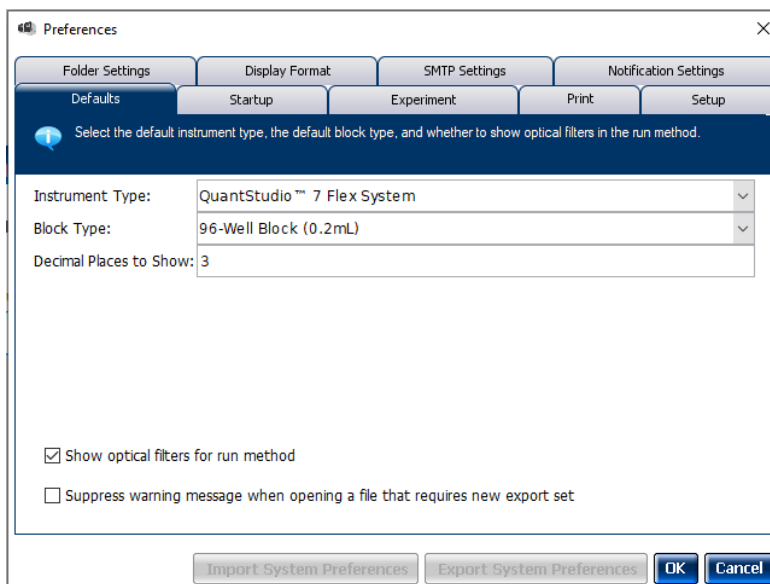 Preferences
Folder Settings
Display Format
SMTP Settings
Notification Settings
Defaults
Startup
Experiment
Print
Setup
Select the default instrument type, the default block type, and whether to show optical filters in the run method.
Instrument Type: QuantStudio™ 7 Flex System
Block Type: 96-Well Block (0.2mL)
Decimal Places to Show: 3
Show optical filters for run method
Suppress warning message when opening a file that requires new export set
Import System Preferences
Export System Preferences
OK
Cancel